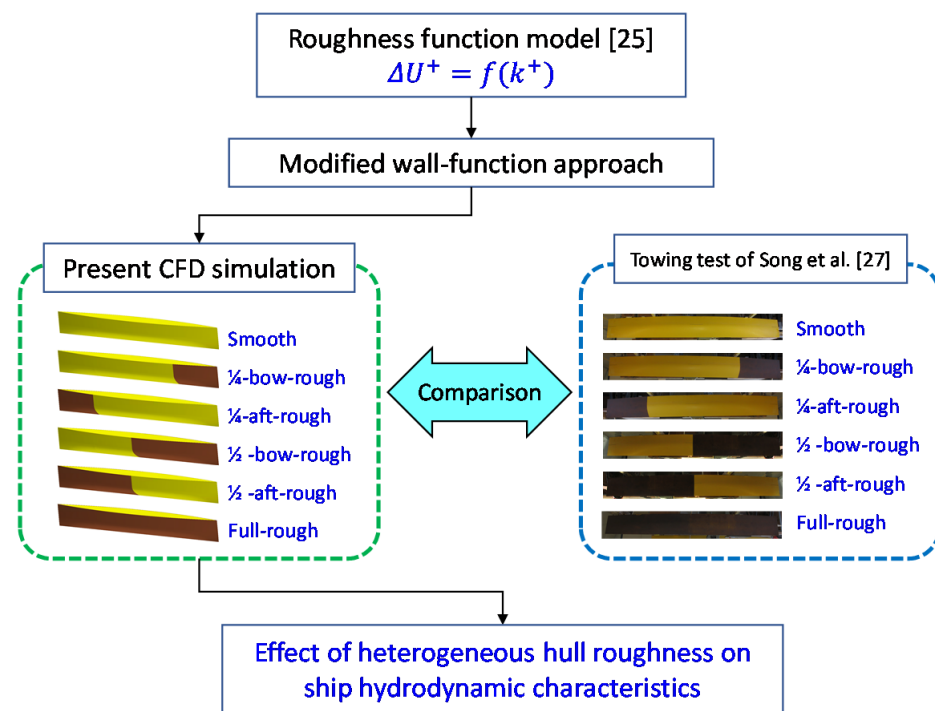 Roughness function model [25]
ΔU⁺ = f(k⁺)
Modified wall-function approach
Present CFD simulation
Smooth
¼-bow-rough
¼-aft-rough
½ -bow-rough
½ -aft-rough
Full-rough
Comparison
Towing test of Song et al. [27]
Smooth
¼-bow-rough
¼-aft-rough
½ -bow-rough
½ -aft-rough
Full-rough
Effect of heterogeneous hull roughness on
ship hydrodynamic characteristics